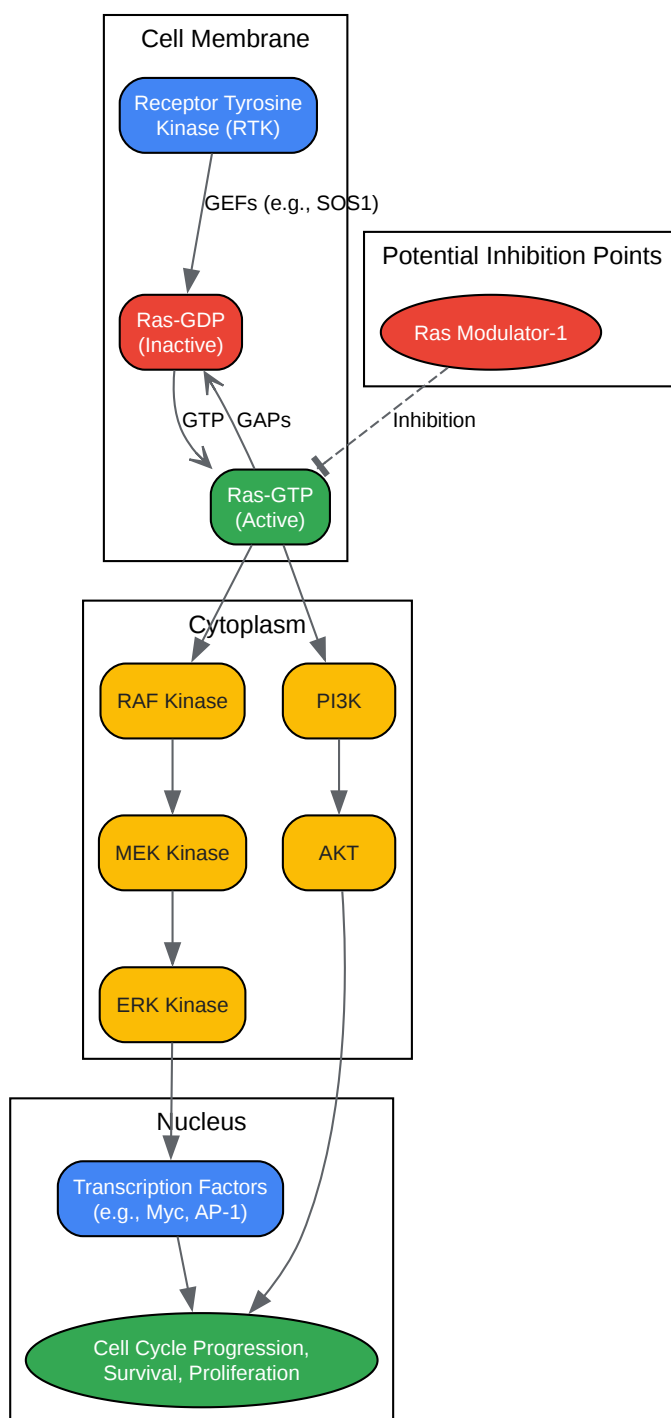 Cell Membrane
Receptor Tyrosine
Kinase (RTK)
GEFs (e.g., SOS1)
Potential Inhibition Points
Ras-GDP
(Inactive)
Ras Modulator-1
GTP
GAPs
Inhibition
Ras-GTP
(Active)
Cytoplasm
RAF Kinase
PI3K
MEK Kinase
AKT
ERK Kinase
Nucleus
Transcription Factors
(e.g., Myc, AP-1)
Cell Cycle Progression,
Survival, Proliferation